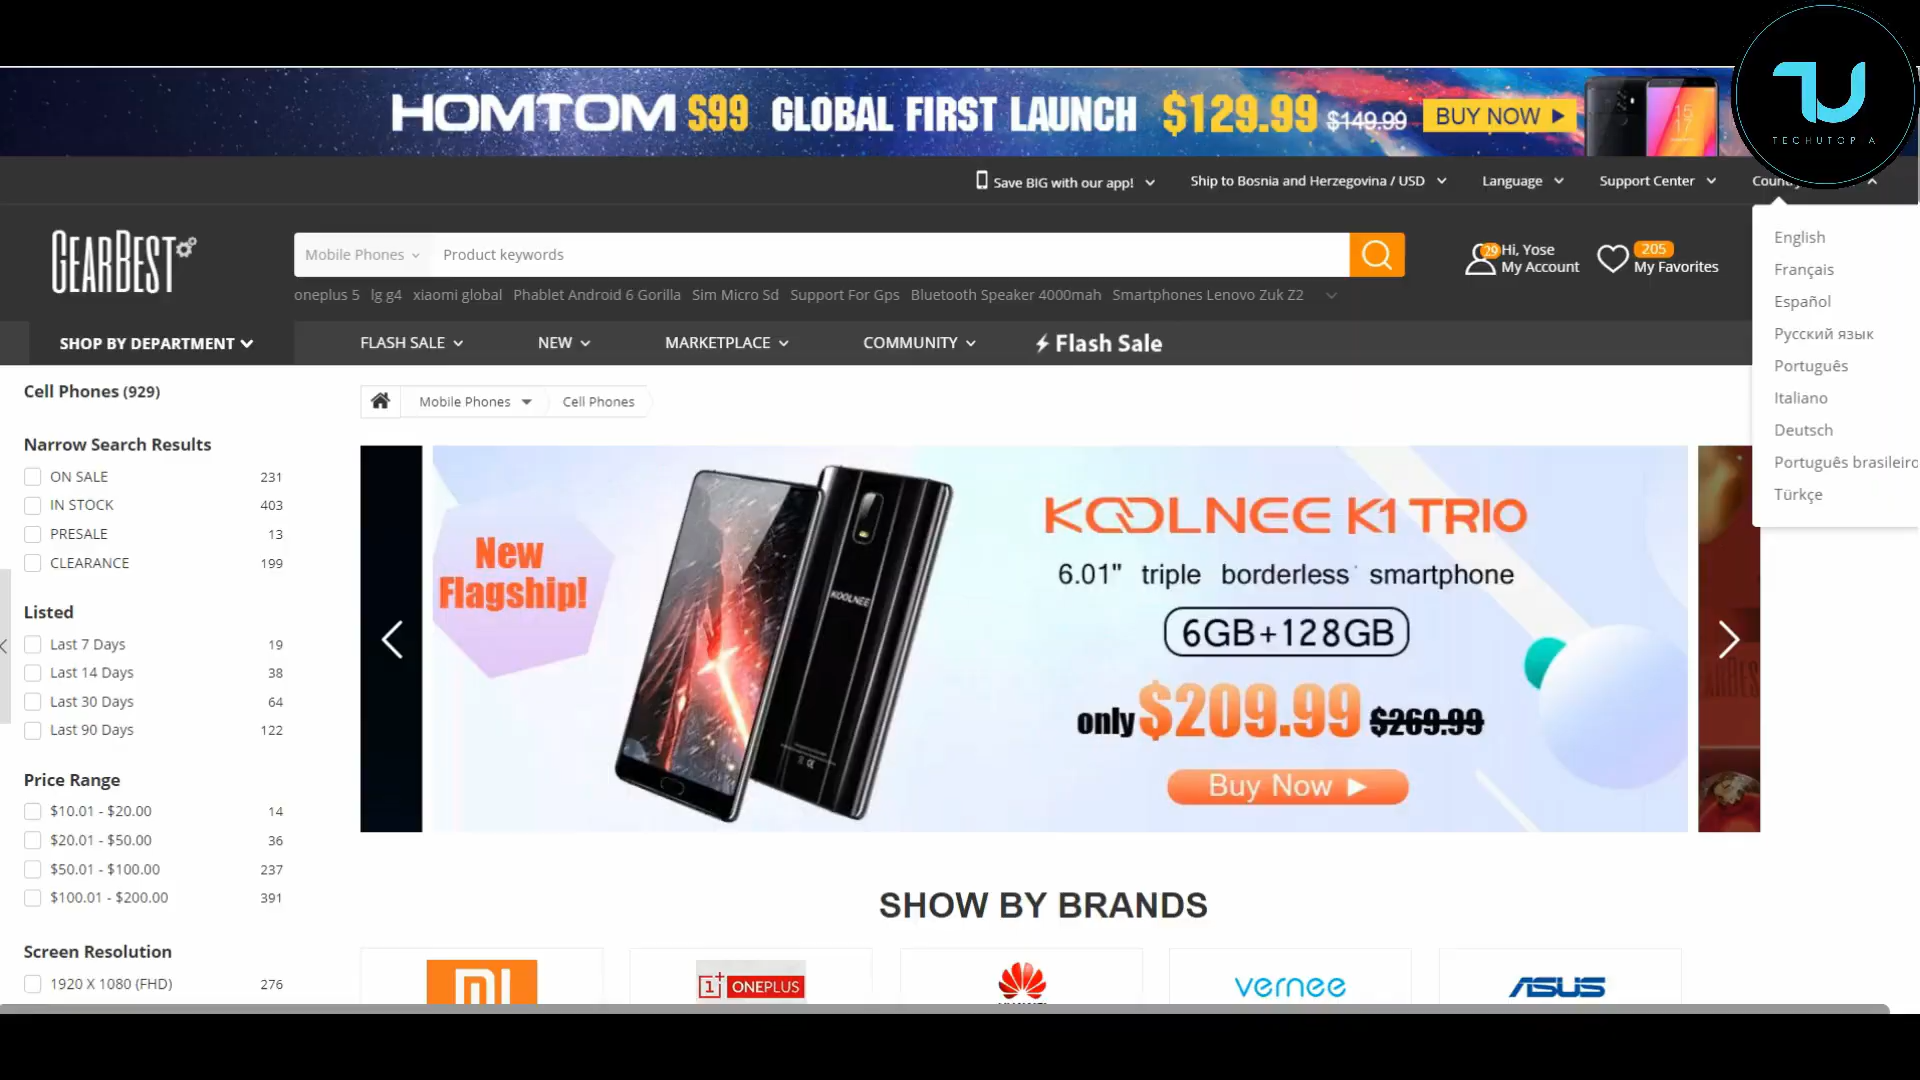 HOMTOM S99 GLOBAL FIRST LAUNCH $129.99 $149.99 BUY NOW
TECHUTOPIA
Save BIG with our app! Ship to Bosnia and Herzegovina / USD Language Support Center
GEARBEST
Mobile Phones Product keywords
29 Hi, Yose
My Account
205
My Favorites
oneplus 5 lg g4 xiaomi global Phablet Android 6 Gorilla Sim Micro Sd Support For Gps Bluetooth Speaker 4000mah Smartphones Lenovo Zuk Z2
SHOP BY DEPARTMENT FLASH SALE NEW MARKETPLACE COMMUNITY Flash Sale
English
Français
Español
Русский язык
Português
Italiano
Deutsch
Português brasileiro
Türkçe
Cell Phones (929)
Narrow Search Results
ON SALE 231
IN STOCK 403
PRESALE 13
CLEARANCE 199
Listed
Last 7 Days 19
Last 14 Days 38
Last 30 Days 64
Last 90 Days 122
Price Range
$10.01 - $20.00 14
$20.01 - $50.00 36
$50.01 - $100.00 237
$100.01 - $200.00 391
Screen Resolution
1920 X 1080 (FHD) 276
Mobile Phones Cell Phones
New
Flagship!
KOOLNEE
KOOLNEE K1 TRIO
6.01" triple borderless smartphone
6GB+128GB
only $209.99 $269.99
Buy Now
SHOW BY BRANDS
MI
1+ ONEPLUS
vernee
ASUS